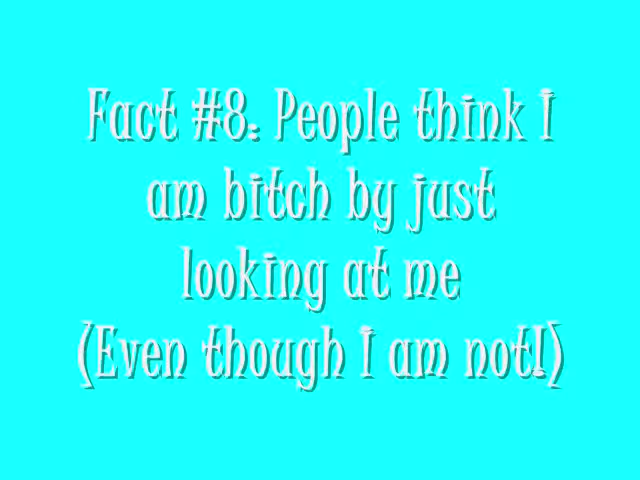 Fact #8: People think I
am bitch by just
looking at me
(Even though I am not!)